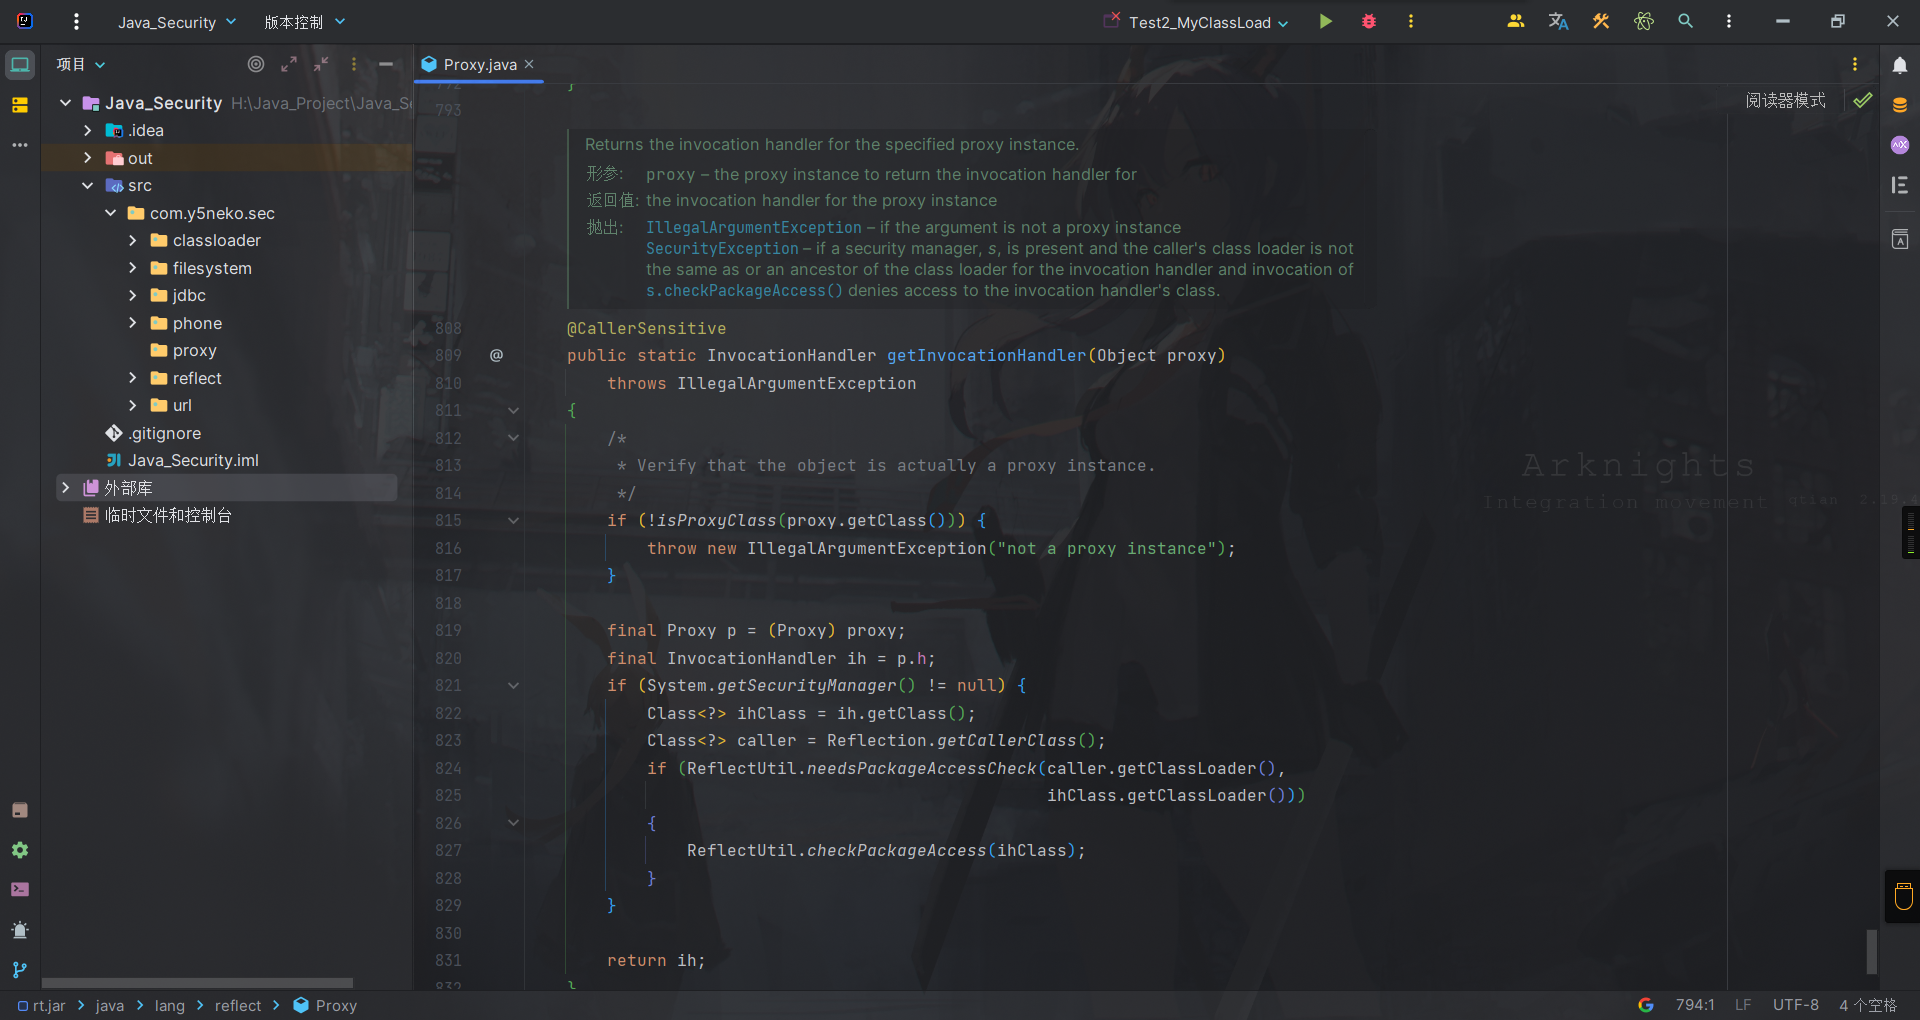 Java_Security
版本控制
Test2_MyClassLoad
项目
Proxy.java
Java_Security H:\Java_Project\Java_Se
.idea
out
src
com.y5neko.sec
classloader
filesystem
jdbc
phone
proxy
reflect
url
.gitignore
Java_Security.iml
外部库
临时文件和控制台
792 }
793
阅读器模式
Returns the invocation handler for the specified proxy instance.
形参: proxy – the proxy instance to return the invocation handler for
返回值: the invocation handler for the proxy instance
抛出: IllegalArgumentException – if the argument is not a proxy instance
SecurityException – if a security manager, s, is present and the caller's class loader is not
the same as or an ancestor of the class loader for the invocation handler and invocation of
s.checkPackageAccess() denies access to the invocation handler's class.
808 @CallerSensitive
809 @ public static InvocationHandler getInvocationHandler(Object proxy)
810 throws IllegalArgumentException
811 {
812 /*
813 * Verify that the object is actually a proxy instance.
814 */
815 if (!isProxyClass(proxy.getClass())) {
816 throw new IllegalArgumentException("not a proxy instance");
817 }
818
819 final Proxy p = (Proxy) proxy;
820 final InvocationHandler ih = p.h;
821 if (System.getSecurityManager() != null) {
822 Class<?> ihClass = ih.getClass();
823 Class<?> caller = Reflection.getCallerClass();
824 if (ReflectUtil.needsPackageAccessCheck(caller.getClassLoader(),
825 ihClass.getClassLoader()))
826 {
827 ReflectUtil.checkPackageAccess(ihClass);
828 }
829 }
830
831 return ih;
832 }
Arknights
Integration movement qtian 2.19.4
rt.jar > java > lang > reflect > Proxy
794:1 LF UTF-8 4 个空格